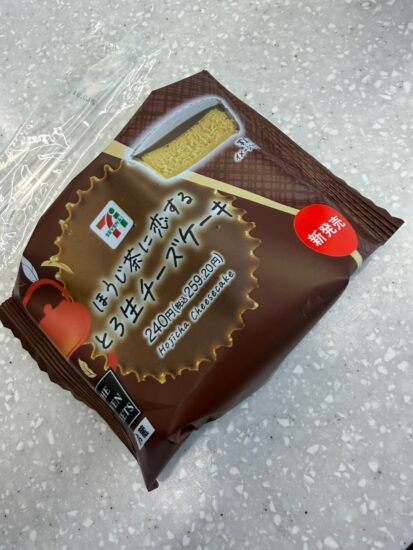 新発売
ほうじ茶に恋する
とろ生チーズケーキ
240円(税込259.20円)
Hojicha Cheesecake